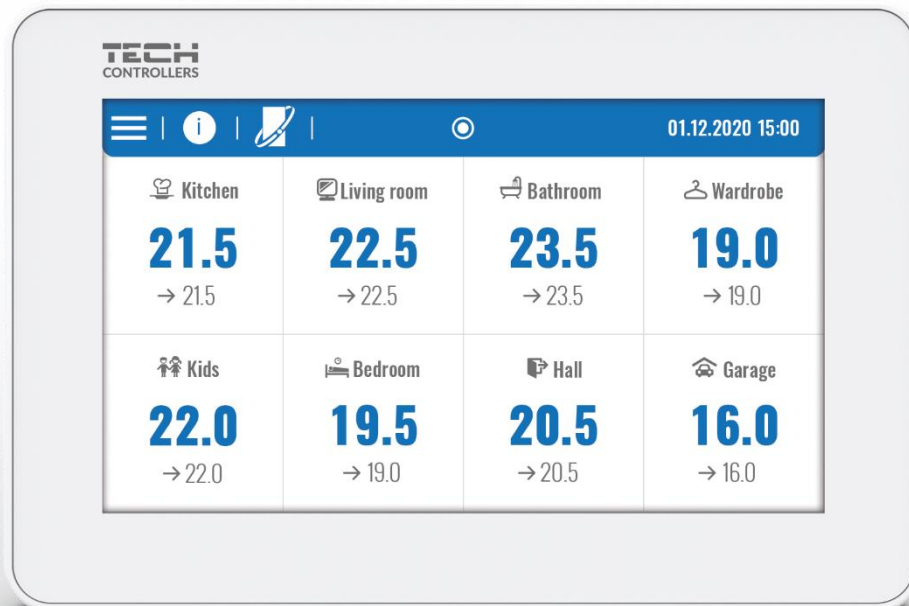 TECH
CONTROLLERS
01.12.2020 15:00
Kitchen Living room Bathroom Wardrobe
21.5 22.5 23.5 19.0
→ 21.5 → 22.5 → 23.5 → 19.0
Kids Bedroom Hall Garage
22.0 19.5 20.5 16.0
→ 22.0 → 19.0 → 20.5 → 16.0